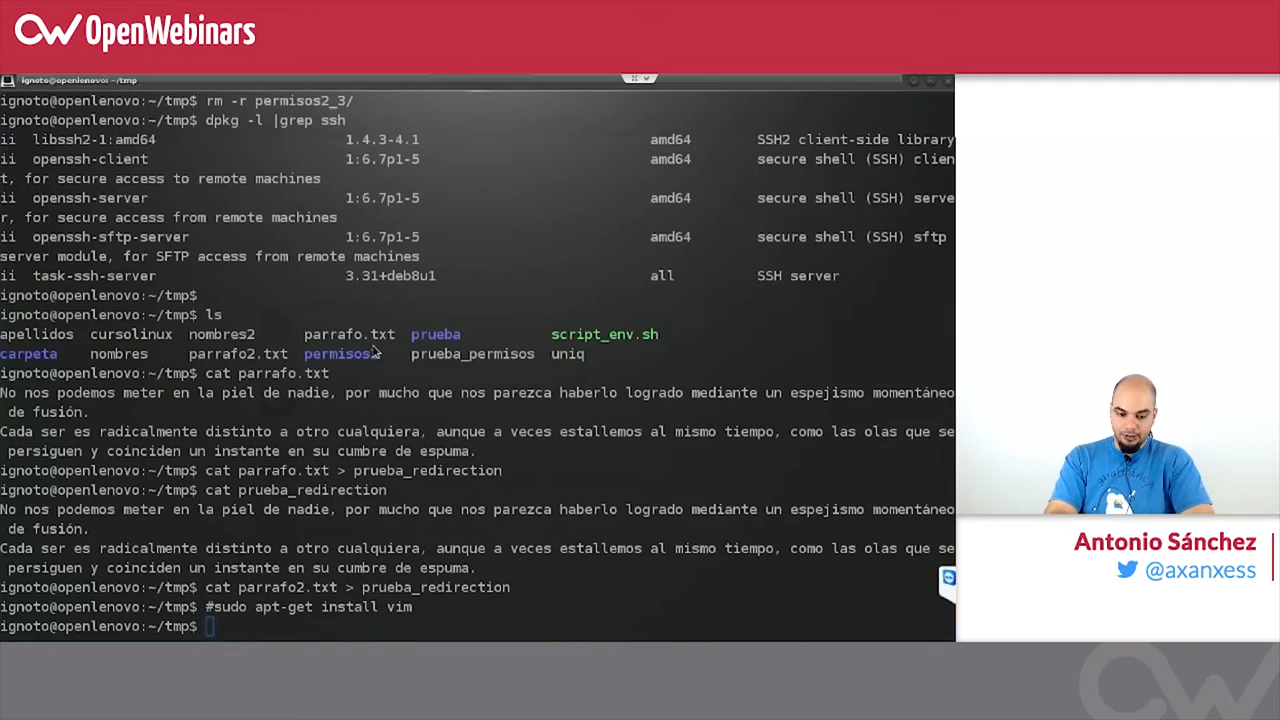 CW OpenWebinars
ignoto@openlenovo: ~/tmp
ignoto@openlenovo:~/tmp$ rm -r permisos2_3/
ignoto@openlenovo:~/tmp$ dpkg -l |grep ssh
ii libssh2-1:amd64 1.4.3-4.1 amd64 SSH2 client-side library
ii openssh-client 1:6.7p1-5 amd64 secure shell (SSH) clien
t, for secure access to remote machines
ii openssh-server 1:6.7p1-5 amd64 secure shell (SSH) serve
r, for secure access from remote machines
ii openssh-sftp-server 1:6.7p1-5 amd64 secure shell (SSH) sftp
server module, for SFTP access from remote machines
ii task-ssh-server 3.31+deb8u1 all SSH server
ignoto@openlenovo:~/tmp$
ignoto@openlenovo:~/tmp$ ls
apellidos cursolinux nombres2 parrafo.txt prueba script_env.sh
carpeta nombres parrafo2.txt prueba_permisos uniq
ignoto@openlenovo:~/tmp$ cat parrafo.txt
No nos podemos meter en la piel de nadie, por mucho que nos parezca haberlo logrado mediante un espejismo momentáneo
de fusión.
Cada ser es radicalmente distinto a otro cualquiera, aunque a veces estallemos al mismo tiempo, como las olas que se
persiguen y coinciden un instante en su cumbre de espuma.
ignoto@openlenovo:~/tmp$ cat parrafo.txt > prueba_redirection
ignoto@openlenovo:~/tmp$ cat prueba_redirection
No nos podemos meter en la piel de nadie, por mucho que nos parezca haberlo logrado mediante un espejismo momentáneo
de fusión.
Cada ser es radicalmente distinto a otro cualquiera, aunque a veces estallemos al mismo tiempo, como las olas que se
persiguen y coinciden un instante en su cumbre de espuma.
ignoto@openlenovo:~/tmp$ cat parrafo2.txt > prueba_redirection
ignoto@openlenovo:~/tmp$ #sudo apt-get install vim
ignoto@openlenovo:~/tmp$
Antonio Sánchez
@axanxess